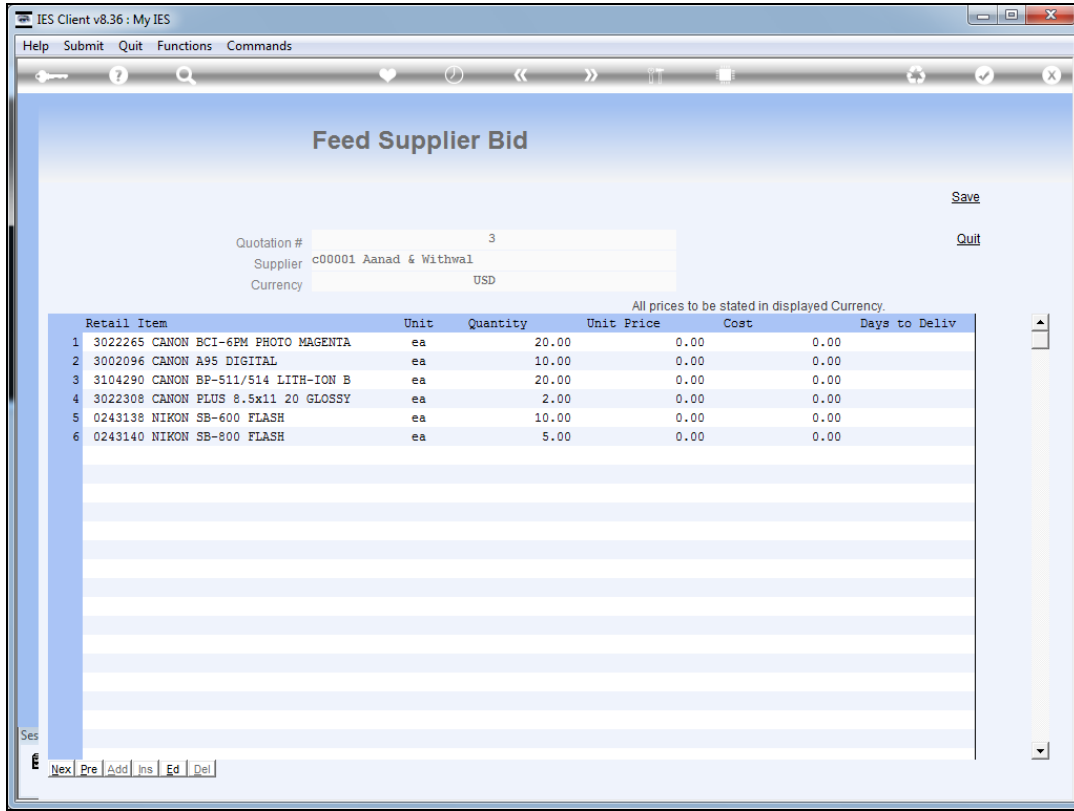 IES Client v8.36 : My IES
Help Submit Quit Functions Commands
Feed Supplier Bid
Save
Quotation # 3 Quit
Supplier c00001 Aanad & Withwal
Currency USD
All prices to be stated in displayed Currency.
Retail Item Unit Quantity Unit Price Cost Days to Deliv
1 3022265 CANON BCI-6PM PHOTO MAGENTA ea 20.00 0.00 0.00
2 3002096 CANON A95 DIGITAL ea 10.00 0.00 0.00
3 3104290 CANON BP-511/514 LITH-ION B ea 20.00 0.00 0.00
4 3022308 CANON PLUS 8.5x11 20 GLOSSY ea 2.00 0.00 0.00
5 0243138 NIKON SB-600 FLASH ea 10.00 0.00 0.00
6 0243140 NIKON SB-800 FLASH ea 5.00 0.00 0.00
Ses
Nex Pre Add Ins Ed Del